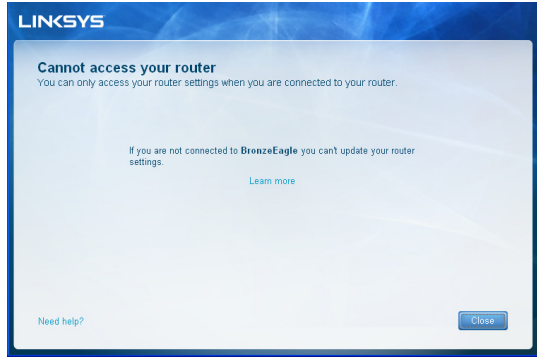 LINKSYS
Cannot access your router
You can only access your router settings when you are connected to your router.
If you are not connected to BronzeEagle you can't update your router
settings.
Learn more
Need help?
Close